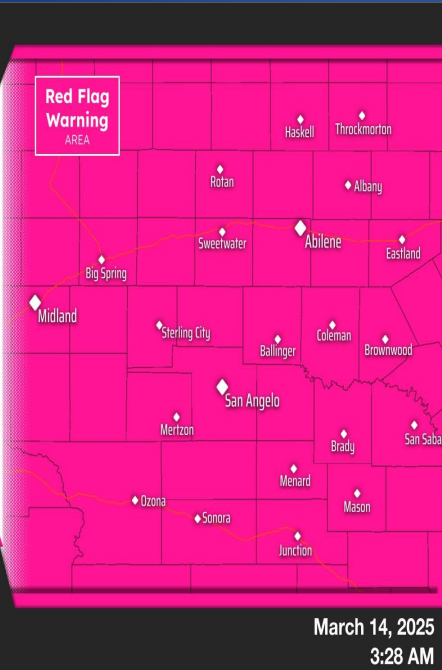 Red Flag
Warning
AREA
Haskell
Throckmorton
Rotan
Albany
Sweetwater
Abilene
Eastland
Big Spring
Midland
Sterling City
Ballinger
Coleman
Brownwood
San Angelo
Mertzon
Brady
San Saba
Menard
Ozona
Sonora
Mason
Junction
March 14, 2025
3:28 AM